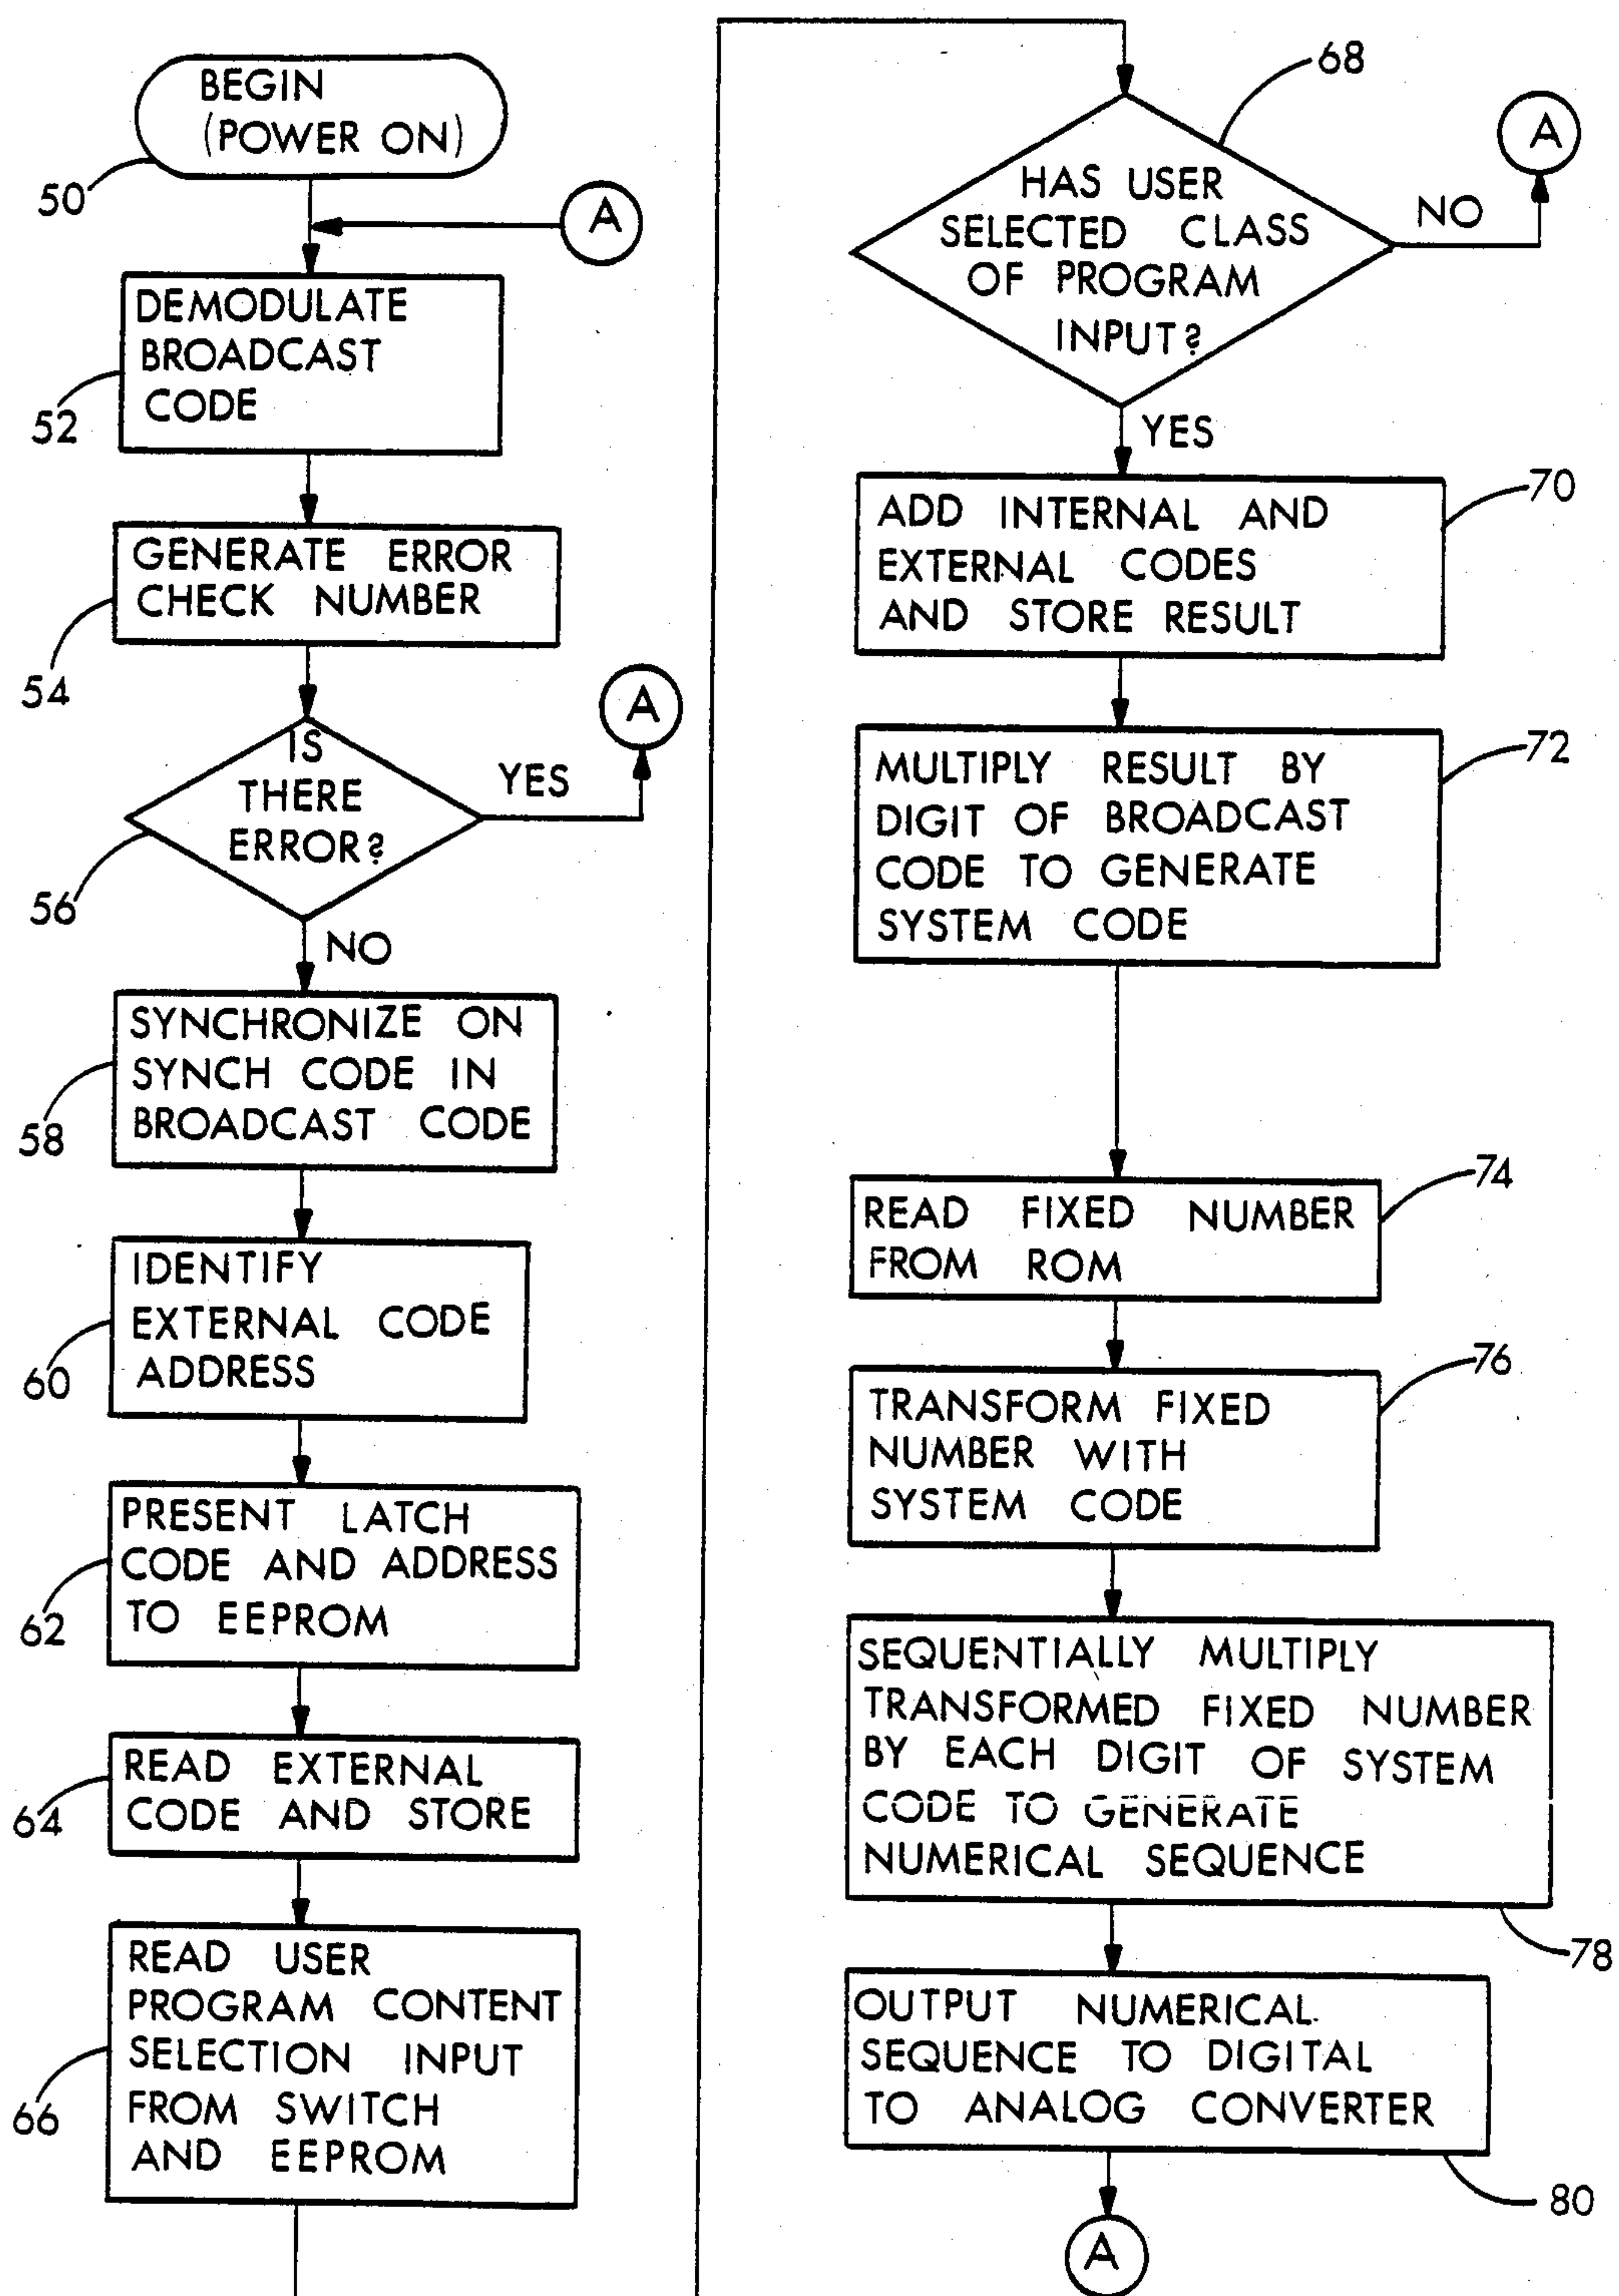 BEGIN
(POWER ON)
50
A
DEMODULATE
BROADCAST
CODE
52
GENERATE ERROR
CHECK NUMBER
54
IS
THERE
ERROR?
YES
A
56
NO
SYNCHRONIZE ON
SYNCH CODE IN
BROADCAST CODE
58
IDENTIFY
EXTERNAL CODE
ADDRESS
60
PRESENT LATCH
CODE AND ADDRESS
TO EEPROM
62
READ EXTERNAL
CODE AND STORE
64
READ USER
PROGRAM CONTENT
SELECTION INPUT
FROM SWITCH
AND EEPROM
66
68
HAS USER
SELECTED CLASS
OF PROGRAM
INPUT?
NO
A
YES
ADD INTERNAL AND
EXTERNAL CODES
AND STORE RESULT
70
MULTIPLY RESULT BY
DIGIT OF BROADCAST
CODE TO GENERATE
SYSTEM CODE
72
READ FIXED NUMBER
FROM ROM
74
TRANSFORM FIXED
NUMBER WITH
SYSTEM CODE
76
SEQUENTIALLY MULTIPLY
TRANSFORMED FIXED NUMBER
BY EACH DIGIT OF SYSTEM
CODE TO GENERATE
NUMERICAL SEQUENCE
78
OUTPUT NUMERICAL
SEQUENCE TO DIGITAL
TO ANALOG CONVERTER
80
A